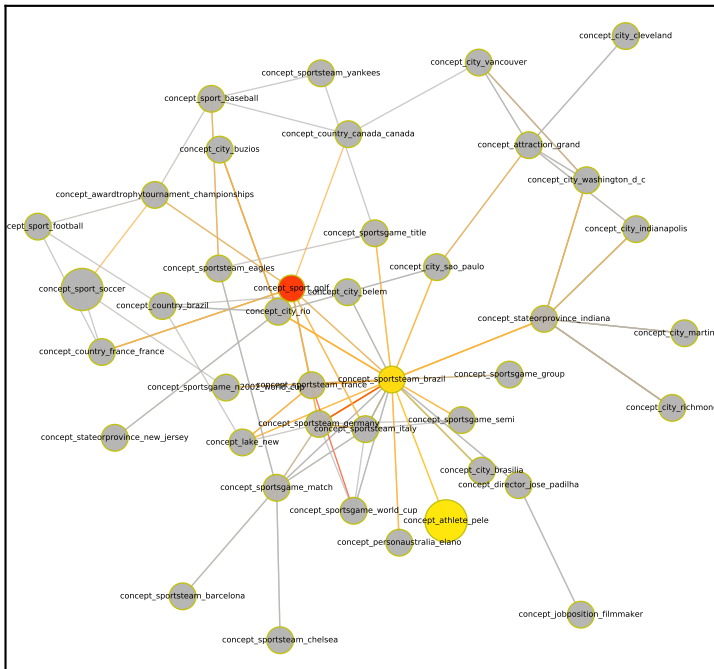 concept_city_cleveland
concept_city_vancouver
concept_sportsteam_yankees
concept_sport_baseball
concept_country_canada_canada
concept_attraction_grand
concept_city_buzios
concept_city_washington_d_c
concept_awardtrophytournament_championships
cept_sport_football
concept_sportsgame_title
concept_city_indianapolis
concept_sportsteam_eagles
concept_city_sao_paulo
concept_sport_soccer
concept_sport_golf
concept_city_belem
concept_country_brazil
concept_city_rio
concept_stateorprovince_indiana
concept_city_martin
concept_country_france_france
concept_sportsgame_group
concept_sportsteam_brazil
concept_sportsteam_france
concept_sportsgame_n2002_world_cup
concept_city_richmond
concept_sportsgame_semi
concept_sportsteam_germany
concept_sportsteam_italy
concept_stateorprovince_new_jersey
concept_lake_new
concept_city_brasilia
concept_sportsgame_match
concept_director_jose_padilha
concept_sportsgame_world_cup
concept_athlete_pele
concept_personaustralia_elano
concept_sportsteam_barcelona
concept_jobposition_filmmaker
concept_sportsteam_chelsea